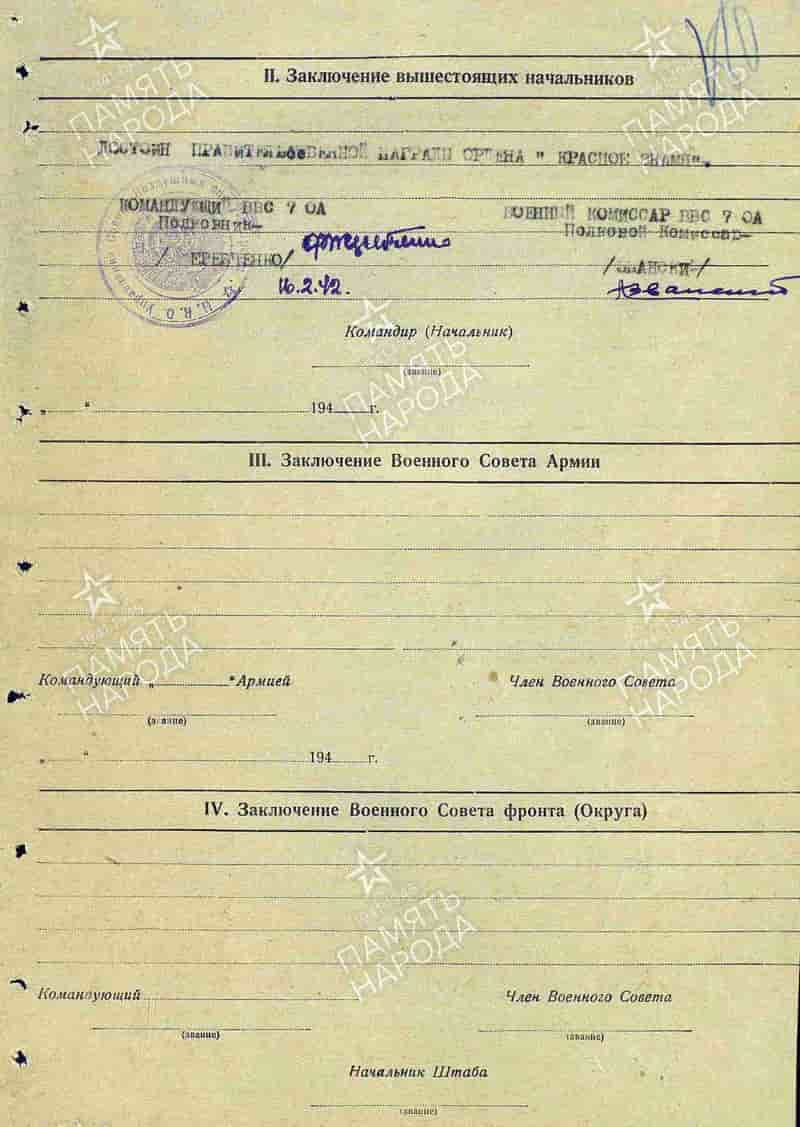 II. Заключение вышестоящих начальников
ДОСТОИН ПРАВИТЕЛЬСТВЕННОЙ НАГРАДЫ ОРДЕНА " КРАСНОЕ ЗНАМЯ".
КОМАНДУЮЩИЙ ВВС 7 ОА
ВОЕННЫЙ КОМИССАР ВВС 7 ОА
Полковник-
Полковой Комиссар-
16.2.42.
Командир (Начальник)
(звание)
„ “ 194 г.
III. Заключение Военного Совета Армии
Командующий „ “ Армией
Член Военного Совета
(звание)
(звание)
„ “ 194 г.
IV. Заключение Военного Совета фронта (Округа)
Командующий
Член Военного Совета
(звание)
(звание)
Начальник Штаба
(звание)
ПАМЯТЬ НАРОДА